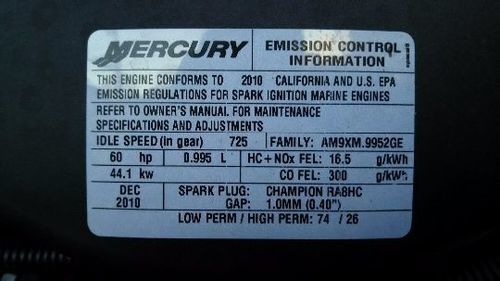 MERCURY
EMISSION CONTROL
INFORMATION
THIS ENGINE CONFORMS TO 2010 CALIFORNIA AND U.S. EPA
EMISSION REGULATIONS FOR SPARK IGNITION MARINE ENGINES
REFER TO OWNER'S MANUAL FOR MAINTENANCE
SPECIFICATIONS AND ADJUSTMENTS
IDLE SPEED (in gear) 725 FAMILY: AM9XM.9952GE
60 hp 0.995 L HC+NOx FEL: 16.5 g/kWh
44.1 kw CO FEL: 300 g/kWh
DEC SPARK PLUG: CHAMPION RA8HC
2010 GAP: 1.0MM (0.40")
LOW PERM / HIGH PERM: 74 / 26